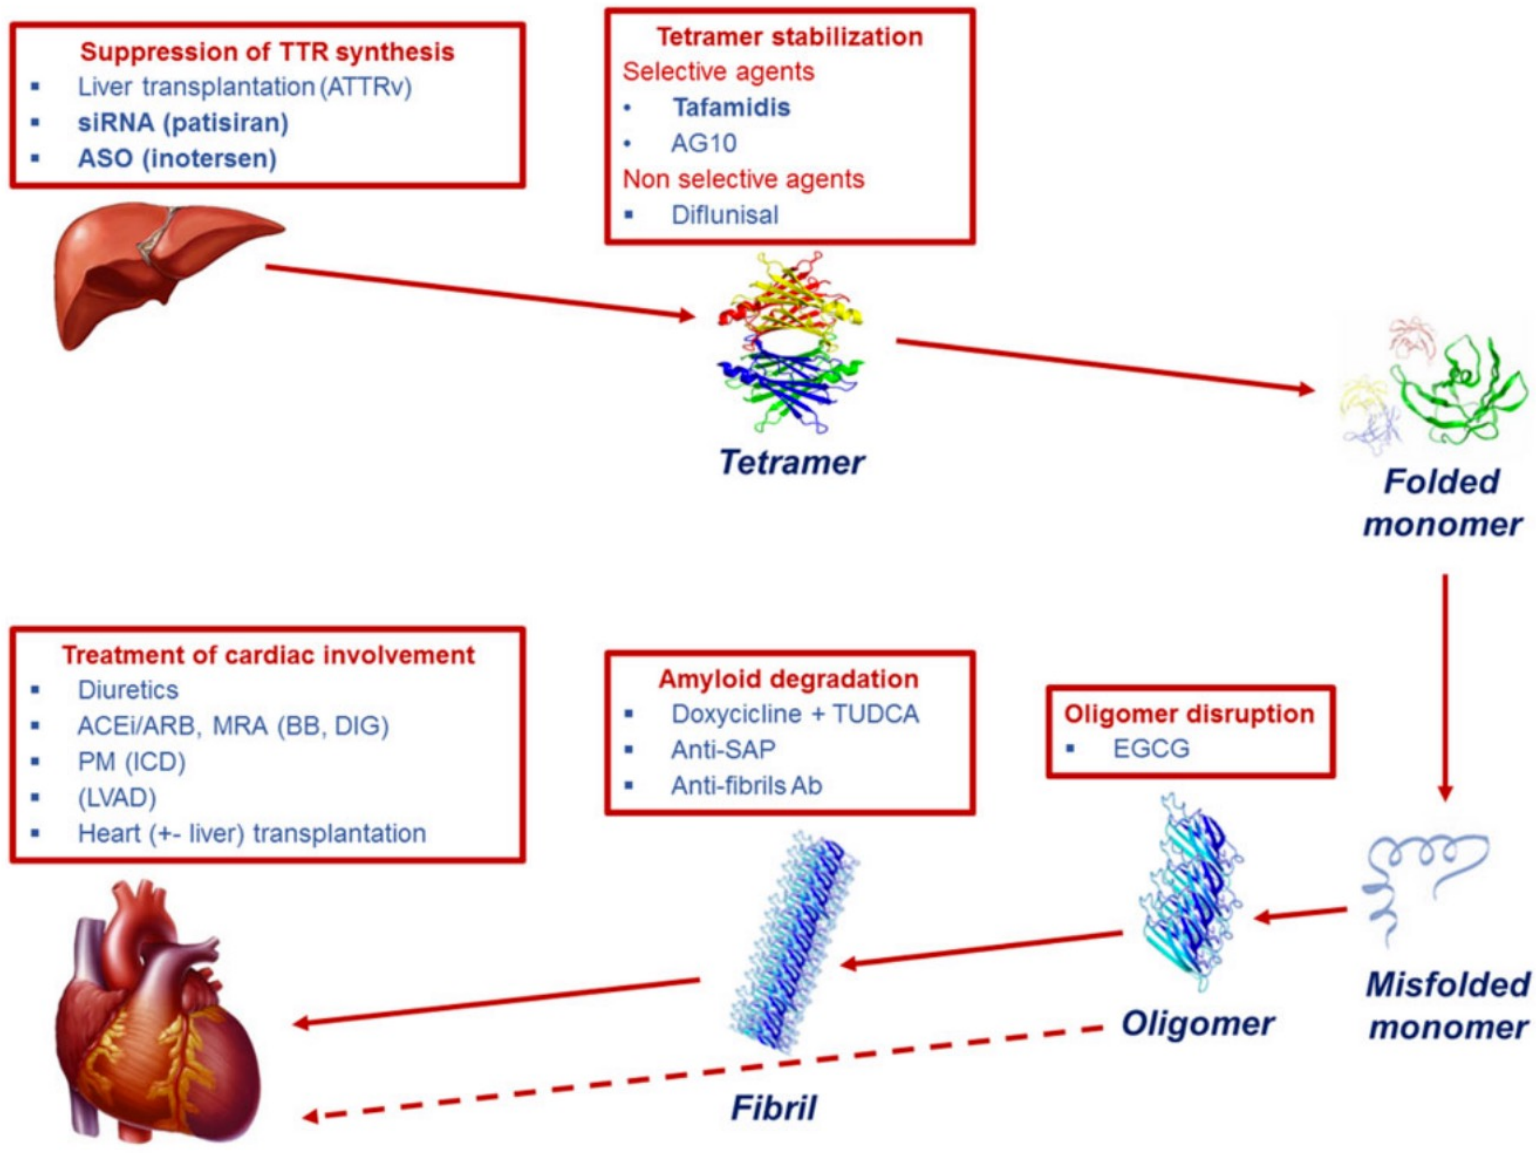 Suppression of TTR synthesis
▪ Liver transplantation (ATTRv)
▪ siRNA (patisiran)
▪ ASO (inotersen)
Tetramer stabilization
Selective agents
• Tafamidis
• AG10
Non selective agents
▪ Diflunisal
Tetramer
Folded
monomer
Treatment of cardiac involvement
▪ Diuretics
▪ ACEi/ARB, MRA (BB, DIG)
▪ PM (ICD)
▪ (LVAD)
▪ Heart (+- liver) transplantation
Amyloid degradation
▪ Doxycicline + TUDCA
▪ Anti-SAP
▪ Anti-fibrils Ab
Oligomer disruption
▪ EGCG
Misfolded
monomer
Oligomer
Fibril